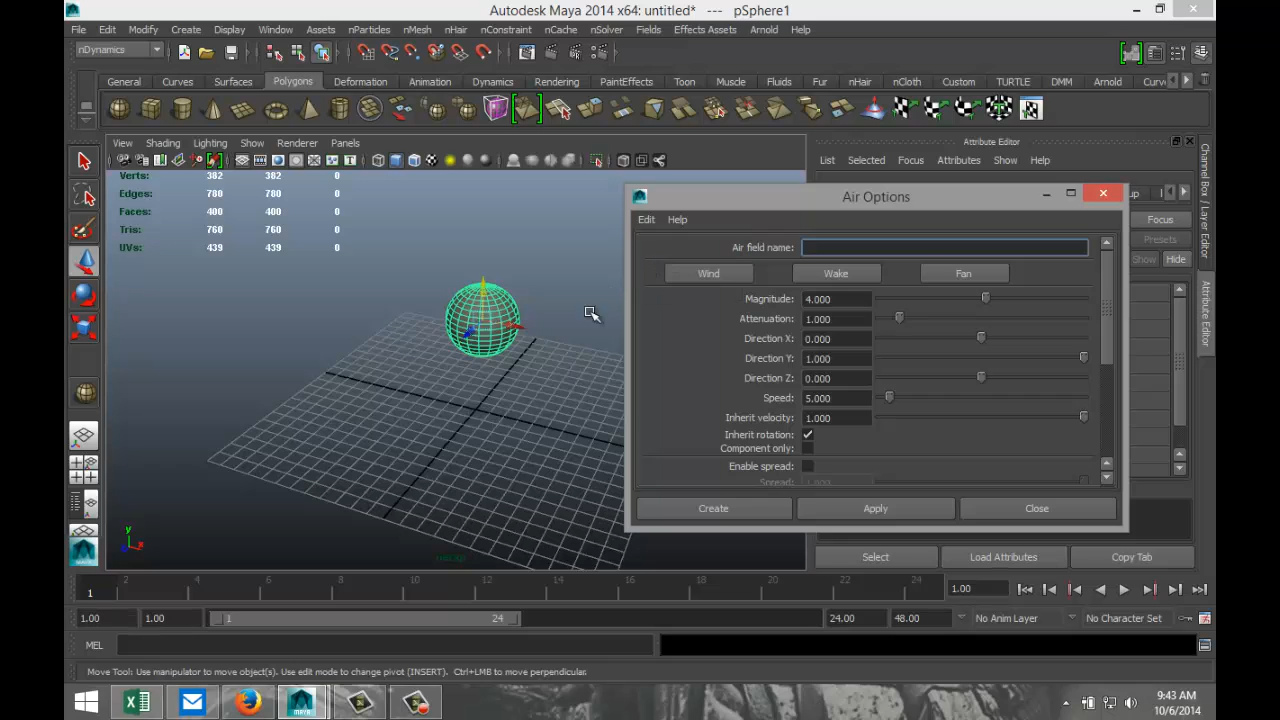 Autodesk Maya 2014 x64: untitled* --- pSphere1
File Edit Modify Create Display Window Assets nParticles nMesh nHair nConstraint nCache nSolver Fields Effects Assets Arnold Help
nDynamics
General Curves Surfaces Polygons Deformation Animation Dynamics Rendering PaintEffects Toon Muscle Fluids Fur nHair nCloth Custom TURTLE DMM Arnold Curv
View Shading Lighting Show Renderer Panels
Attribute Editor
List Selected Focus Attributes Show Help
Verts: 382 382 0
Edges: 780 780 0
Faces: 400 400 0
Tris: 760 760 0
UVs: 439 439 0
Air Options
Edit Help
Air field name:
Wind Wake Fan
Magnitude: 4.000
Attenuation: 1.000
Direction X: 0.000
Direction Y: 1.000
Direction Z: 0.000
Speed: 5.000
Inherit velocity: 1.000
Inherit rotation:
Component only:
Enable spread:
Spread: 1.000
Create Apply Close
Focus
Presets
Show Hide
Channel Box / Layer Editor
Attribute Editor
y
x
z
Select Load Attributes Copy Tab
2 4 6 8 10 12 14 16 18 20 22 24
1
1.00
1.00 1.00 1 24 24.00 48.00 No Anim Layer No Character Set
MEL
Move Tool: Use manipulator to move object(s). Use edit mode to change pivot (INSERT). Ctrl+LMB to move perpendicular.
9:43 AM
10/6/2014